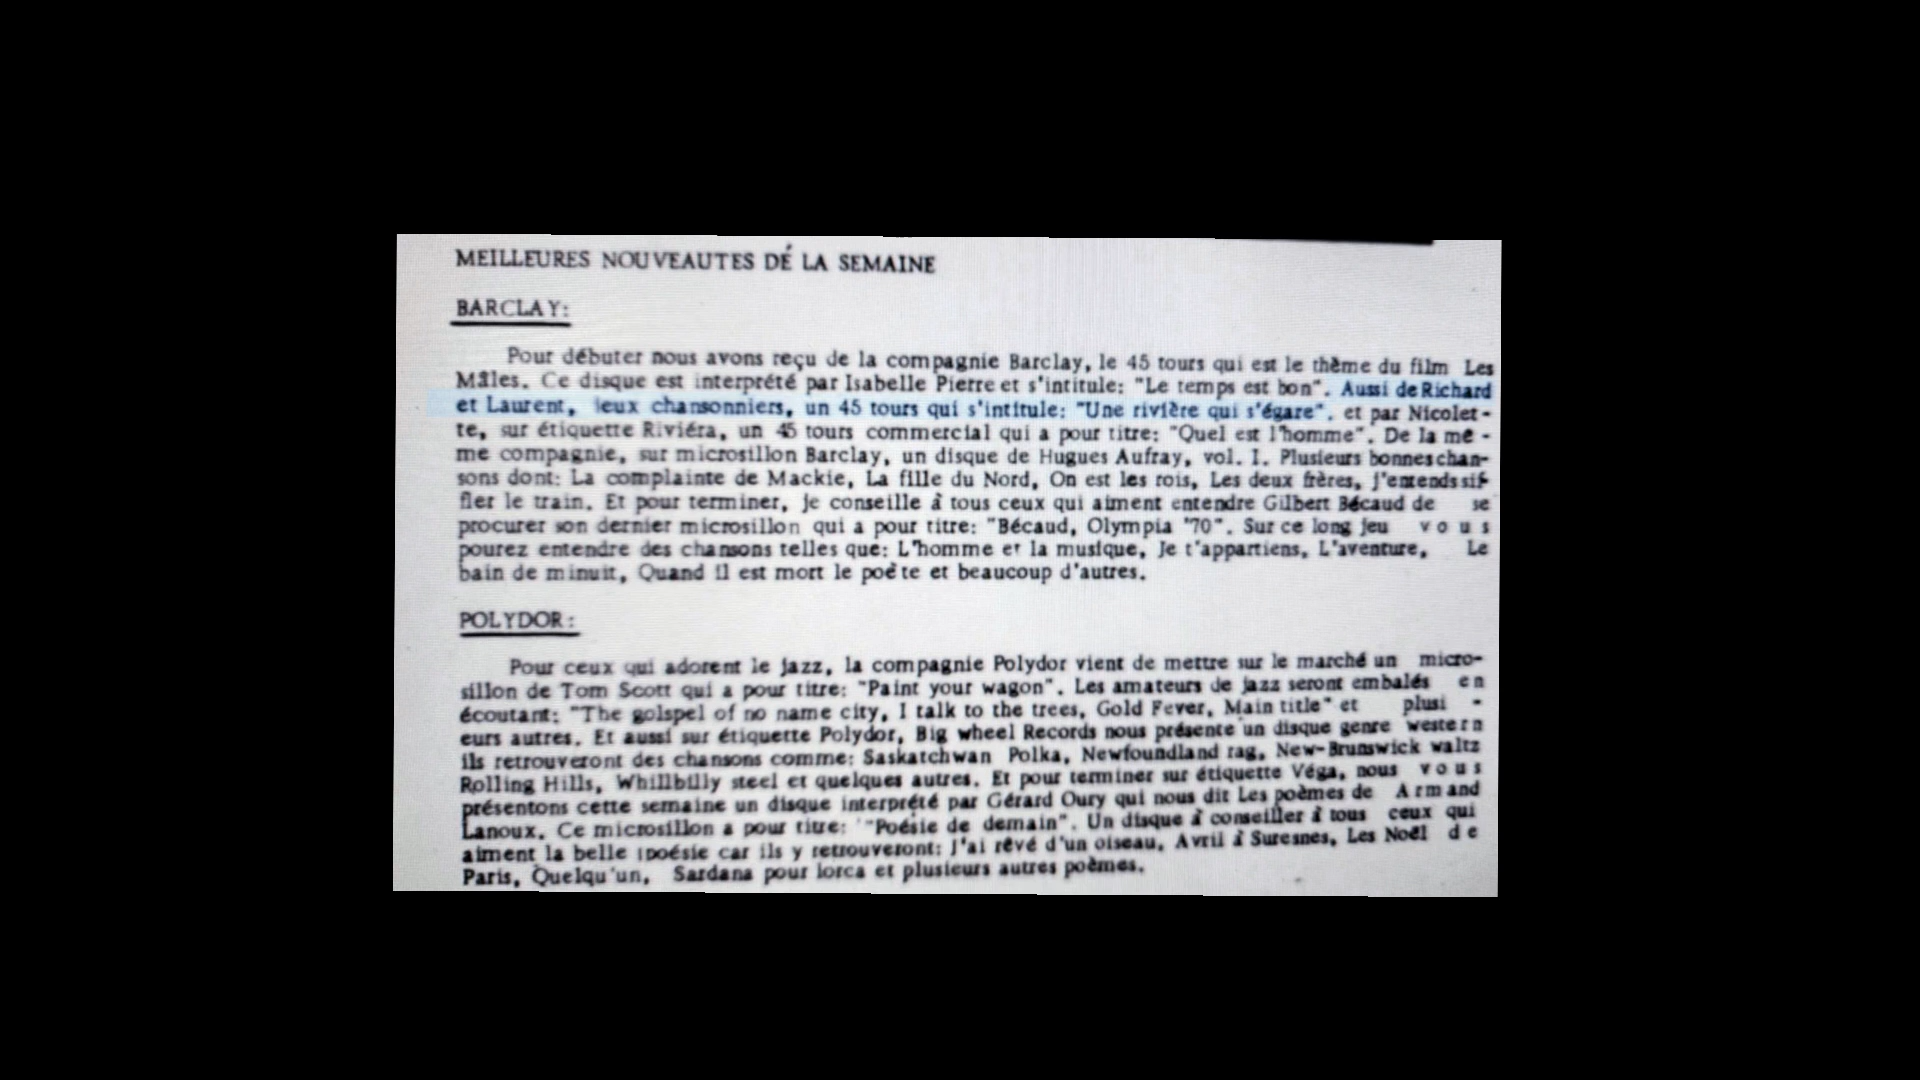 MEILLEURES NOUVEAUTES DÉ LA SEMAINE
BARCLAY:
Pour débuter nous avons reçu de la compagnie Barclay, le 45 tours qui est le thème du film Les
Mâles. Ce disque est interprété par Isabelle Pierre et s'intitule: "Le temps est bon". Aussi de Richard
et Laurent, deux chansonniers, un 45 tours qui s'intitule: "Une rivière qui s'égare". et par Nicolet-
te, sur étiquette Riviéra, un 45 tours commercial qui a pour titre: "Quel est l'homme". De la mê -
me compagnie, sur microsillon Barclay, un disque de Hugues Aufray, vol. I. Plusieurs bonnes chan-
sons dont: La complainte de Mackie, La fille du Nord, On est les rois, Les deux frères, J'entends sif-
fler le train. Et pour terminer, je conseille à tous ceux qui aiment entendre Gilbert Bécaud de se
procurer son dernier microsillon qui a pour titre: "Bécaud, Olympia '70". Sur ce long jeu vous
pourez entendre des chansons telles que: L'homme et la musique, Je t'appartiens, L'aventure, Le
bain de minuit, Quand il est mort le poète et beaucoup d'autres.
POLYDOR:
Pour ceux qui adorent le jazz, la compagnie Polydor vient de mettre sur le marché un micro-
sillon de Tom Scott qui a pour titre: "Paint your wagon". Les amateurs de jazz seront embalés en
écoutant: "The golspel of no name city, I talk to the trees, Gold Fever, Main title" et plusi -
eurs autres. Et aussi sur étiquette Polydor, Big wheel Records nous présente un disque genre western
ils retrouveront des chansons comme: Saskatchwan Polka, Newfoundland rag, New-Brunswick waltz
Rolling Hills, Whillbilly steel et quelques autres. Et pour terminer sur étiquette Véga, nous vous
présentons cette semaine un disque interprété par Gérard Oury qui nous dit Les poèmes de Armand
Lanoux. Ce microsillon a pour titre: "Poésie de demain". Un disque à conseiller à tous ceux qui
aiment la belle poésie car ils y retrouveront: J'ai rêvé d'un oiseau, Avril à Suresnes, Les Noël de
Paris, Quelqu'un, Sardana pour lorca et plusieurs autres poèmes.